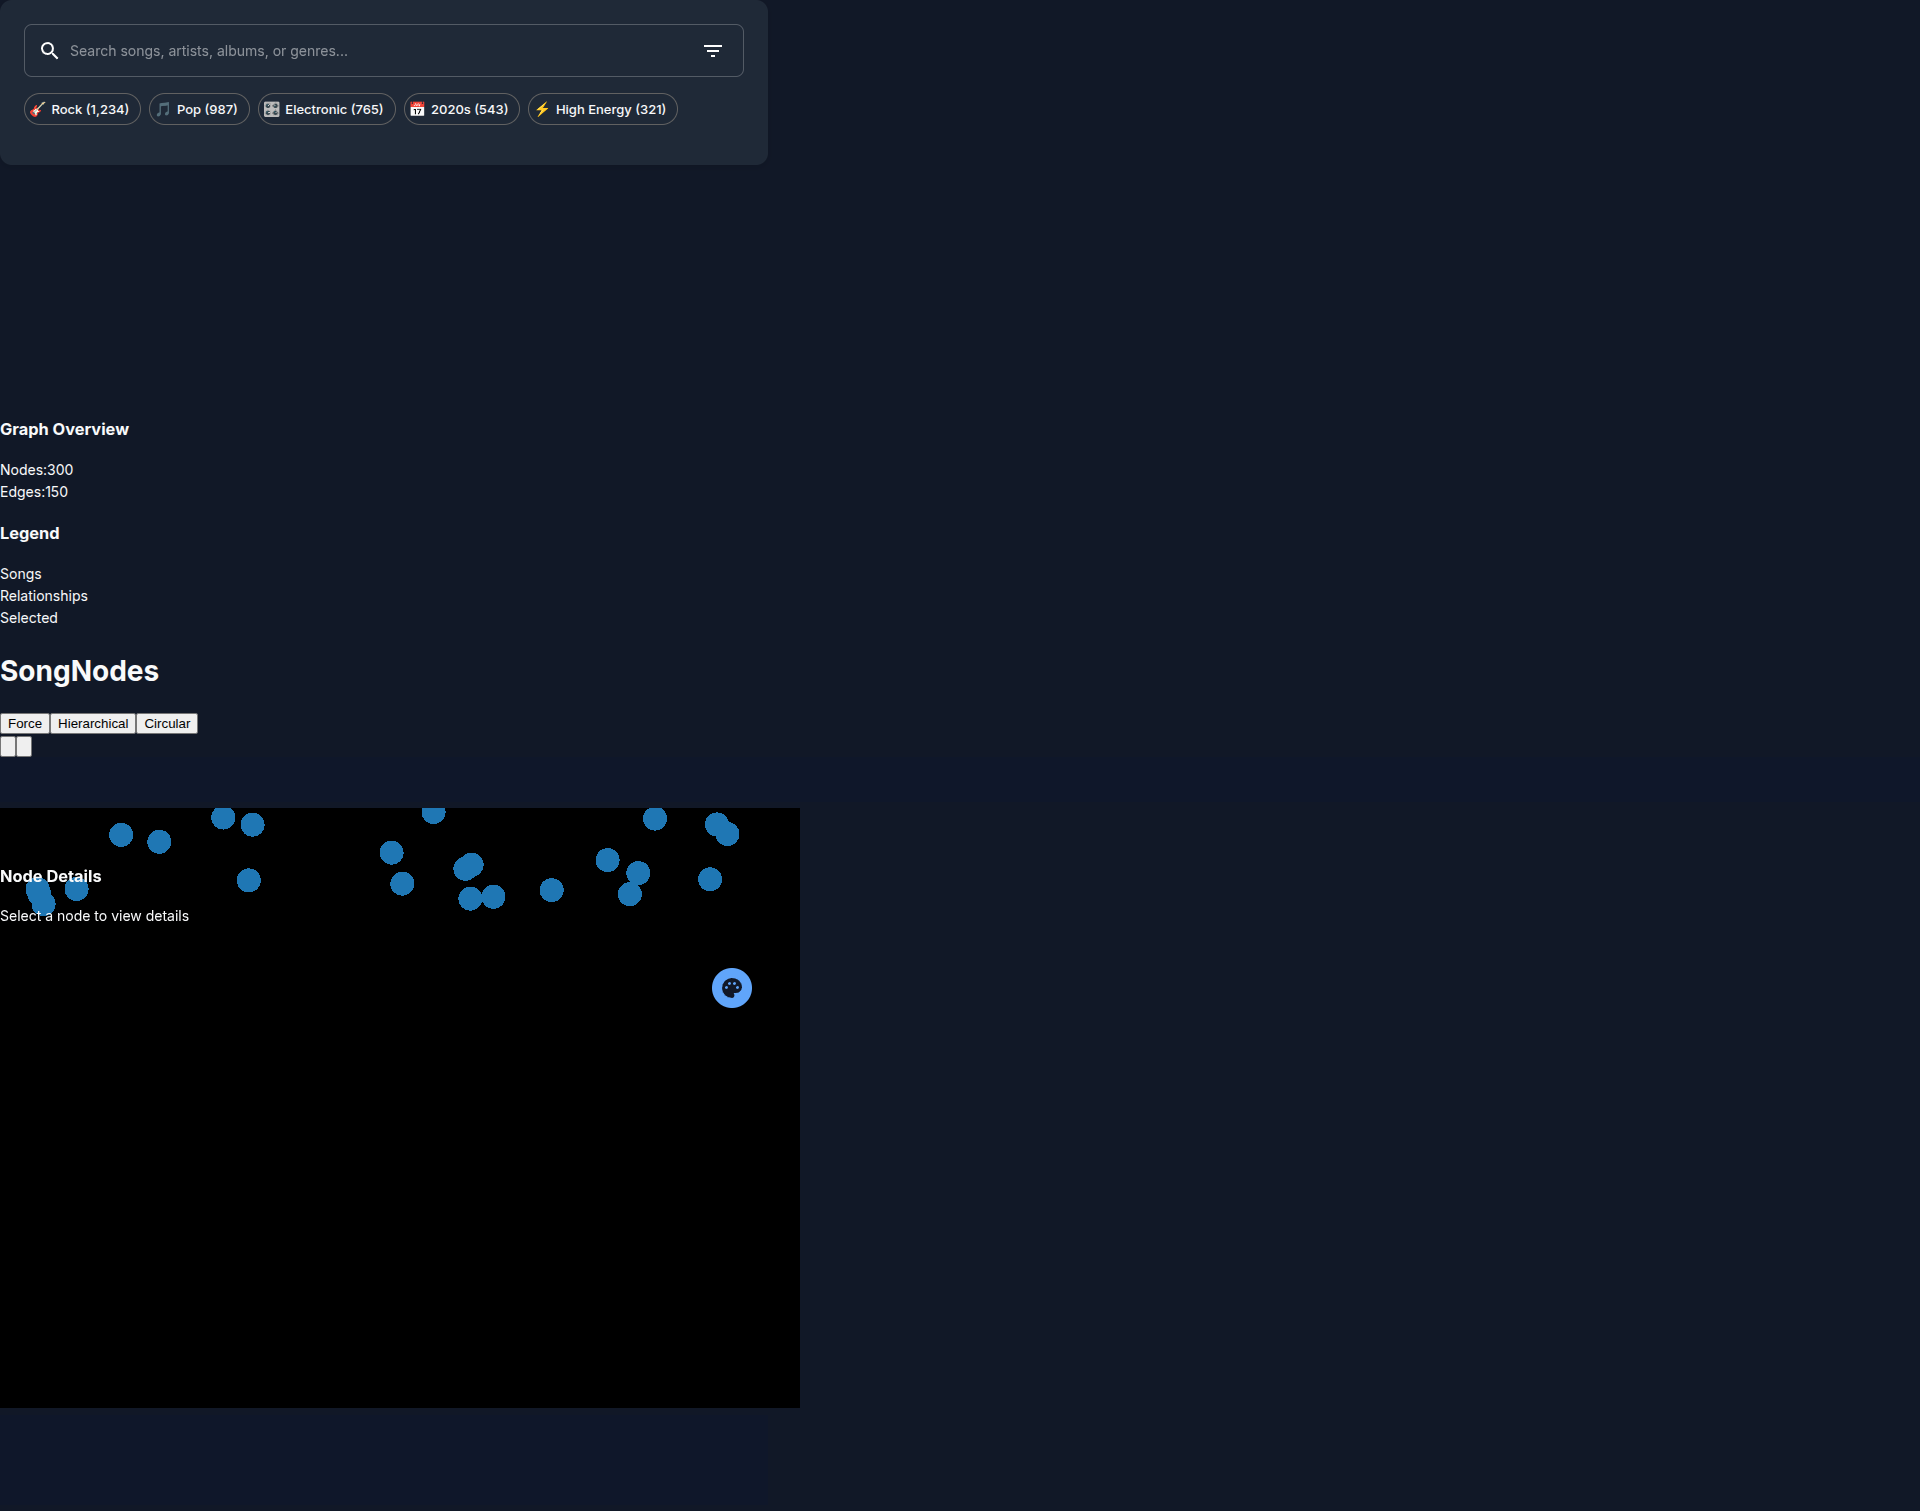 Search songs, artists, albums, or genres...
🎸 Rock (1,234) 🎵 Pop (987) 🎛️ Electronic (765) 📅 2020s (543) ⚡ High Energy (321)
Graph Overview
Nodes:300
Edges:150
Legend
Songs
Relationships
Selected
SongNodes
Force Hierarchical Circular
Node Details
Select a node to view details